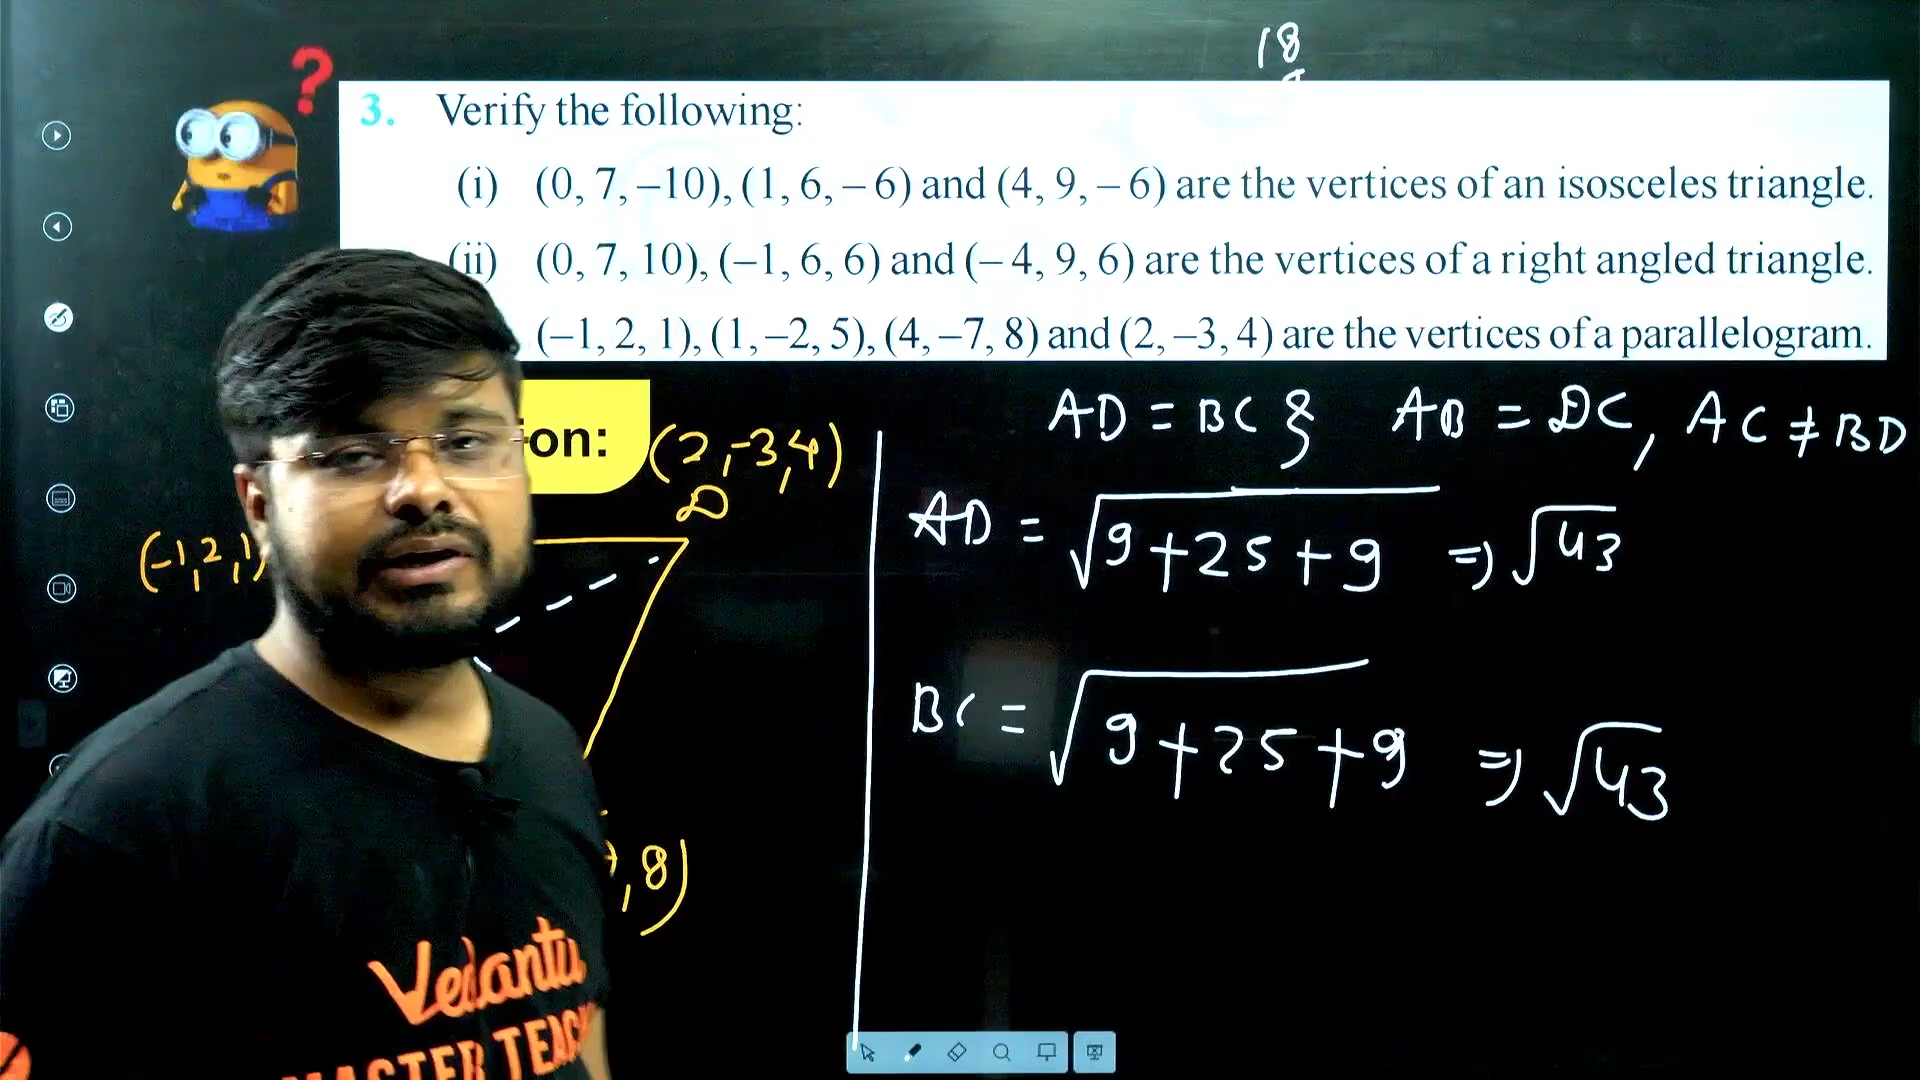 18
?
3. Verify the following:
(i) (0, 7, –10), (1, 6, – 6) and (4, 9, – 6) are the vertices of an isosceles triangle.
(ii) (0, 7, 10), (–1, 6, 6) and (– 4, 9, 6) are the vertices of a right angled triangle.
(–1, 2, 1), (1, –2, 5), (4, –7, 8) and (2, –3, 4) are the vertices of a parallelogram.
AD = BC } AB = DC, AC ≠ BD
ion: (2,-3,4)
D
(-1,2,1)
AD = √9+25+9 ⇒ √43
BC = √9+25+9 ⇒ √43
,8)
Vedantu
MASTER TEAC